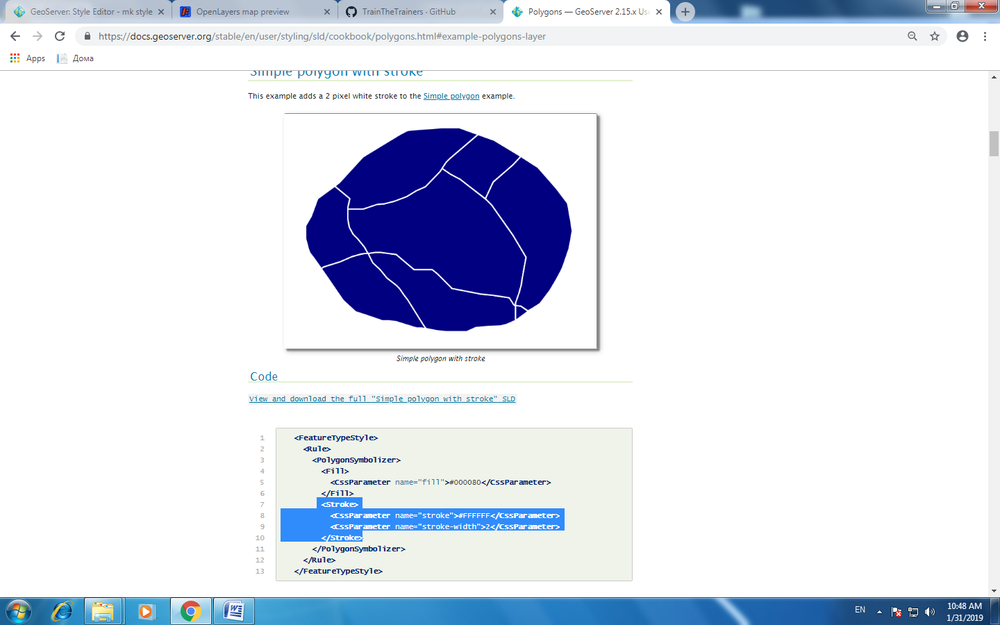 GeoServer: Style Editor - mk style
OpenLayers map preview
TrainTheTrainers · GitHub
Polygons — GeoServer 2.15.x Us
https://docs.geoserver.org/stable/en/user/styling/sld/cookbook/polygons.html#example-polygons-layer
Apps
Дома
Simple polygon with stroke
This example adds a 2 pixel white stroke to the Simple polygon example.
Simple polygon with stroke
Code
View and download the full "Simple polygon with stroke" SLD
1 <FeatureTypeStyle>
2 <Rule>
3 <PolygonSymbolizer>
4 <Fill>
5 <CssParameter name="fill">#000080</CssParameter>
6 </Fill>
7 <Stroke>
8 <CssParameter name="stroke">#FFFFFF</CssParameter>
9 <CssParameter name="stroke-width">2</CssParameter>
10 </Stroke>
11 </PolygonSymbolizer>
12 </Rule>
13 </FeatureTypeStyle>
EN
10:48 AM
1/31/2019